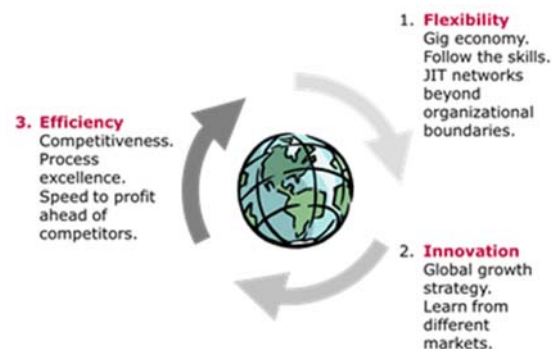 1. Flexibility
Gig economy.
Follow the skills.
JIT networks
beyond
organizational
boundaries.
2. Innovation
Global growth
strategy.
Learn from
different
markets.
3. Efficiency
Competitiveness.
Process
excellence.
Speed to profit
ahead of
competitors.